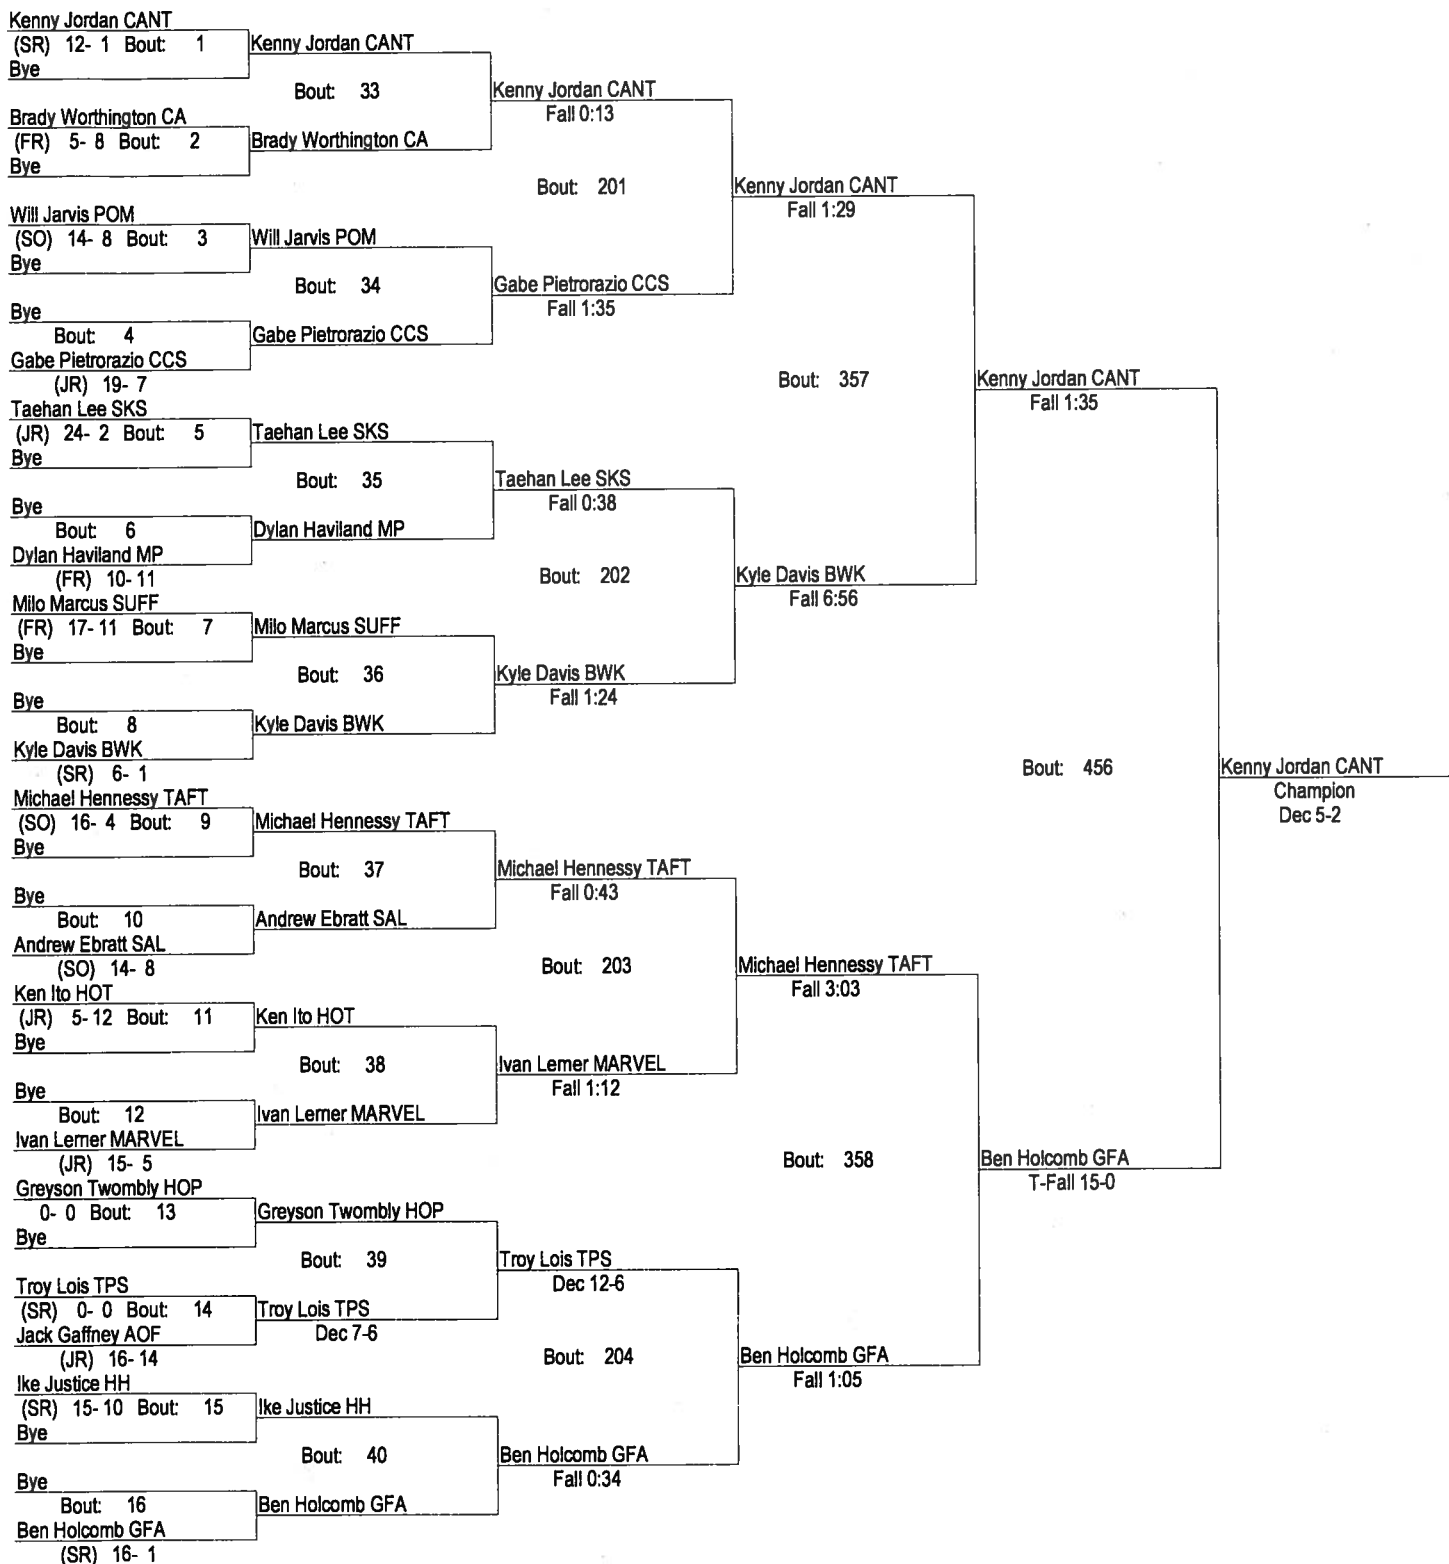 Kenny Jordan CANT
(SR) 12- 1 Bout: 1
Bye
Kenny Jordan CANT
Bout: 33
Brady Worthington CA
(FR) 5- 8 Bout: 2
Bye
Brady Worthington CA
Kenny Jordan CANT
Fall 0:13
Bout: 201
Will Jarvis POM
(SO) 14- 8 Bout: 3
Bye
Will Jarvis POM
Bout: 34
Bye
Bout: 4
Gabe Pietrorazio CCS
(JR) 19- 7
Gabe Pietrorazio CCS
Gabe Pietrorazio CCS
Fall 1:35
Kenny Jordan CANT
Fall 1:29
Bout: 357
Taehan Lee SKS
(JR) 24- 2 Bout: 5
Bye
Taehan Lee SKS
Bout: 35
Bye
Bout: 6
Dylan Haviland MP
(FR) 10- 11
Dylan Haviland MP
Taehan Lee SKS
Fall 0:38
Bout: 202
Milo Marcus SUFF
(FR) 17- 11 Bout: 7
Bye
Milo Marcus SUFF
Bout: 36
Bye
Bout: 8
Kyle Davis BWK
(SR) 6- 1
Kyle Davis BWK
Kyle Davis BWK
Fall 1:24
Kyle Davis BWK
Fall 6:56
Kenny Jordan CANT
Fall 1:35
Bout: 456
Kenny Jordan CANT
Champion
Dec 5-2
Michael Hennessy TAFT
(SO) 16- 4 Bout: 9
Bye
Michael Hennessy TAFT
Bout: 37
Bye
Bout: 10
Andrew Ebratt SAL
(SO) 14- 8
Andrew Ebratt SAL
Michael Hennessy TAFT
Fall 0:43
Bout: 203
Ken Ito HOT
(JR) 5- 12 Bout: 11
Bye
Ken Ito HOT
Bout: 38
Bye
Bout: 12
Ivan Lerner MARVEL
(JR) 15- 5
Ivan Lerner MARVEL
Ivan Lerner MARVEL
Fall 1:12
Michael Hennessy TAFT
Fall 3:03
Bout: 358
Greyson Twombly HOP
0- 0 Bout: 13
Bye
Greyson Twombly HOP
Bout: 39
Troy Lois TPS
(SR) 0- 0 Bout: 14
Jack Gaffney AOF
(JR) 16- 14
Troy Lois TPS
Dec 7-6
Troy Lois TPS
Dec 12-6
Bout: 204
Ike Justice HH
(SR) 15- 10 Bout: 15
Bye
Ike Justice HH
Bout: 40
Bye
Bout: 16
Ben Holcomb GFA
(SR) 16- 1
Ben Holcomb GFA
Ben Holcomb GFA
Fall 0:34
Ben Holcomb GFA
Fall 1:05
Ben Holcomb GFA
T-Fall 15-0